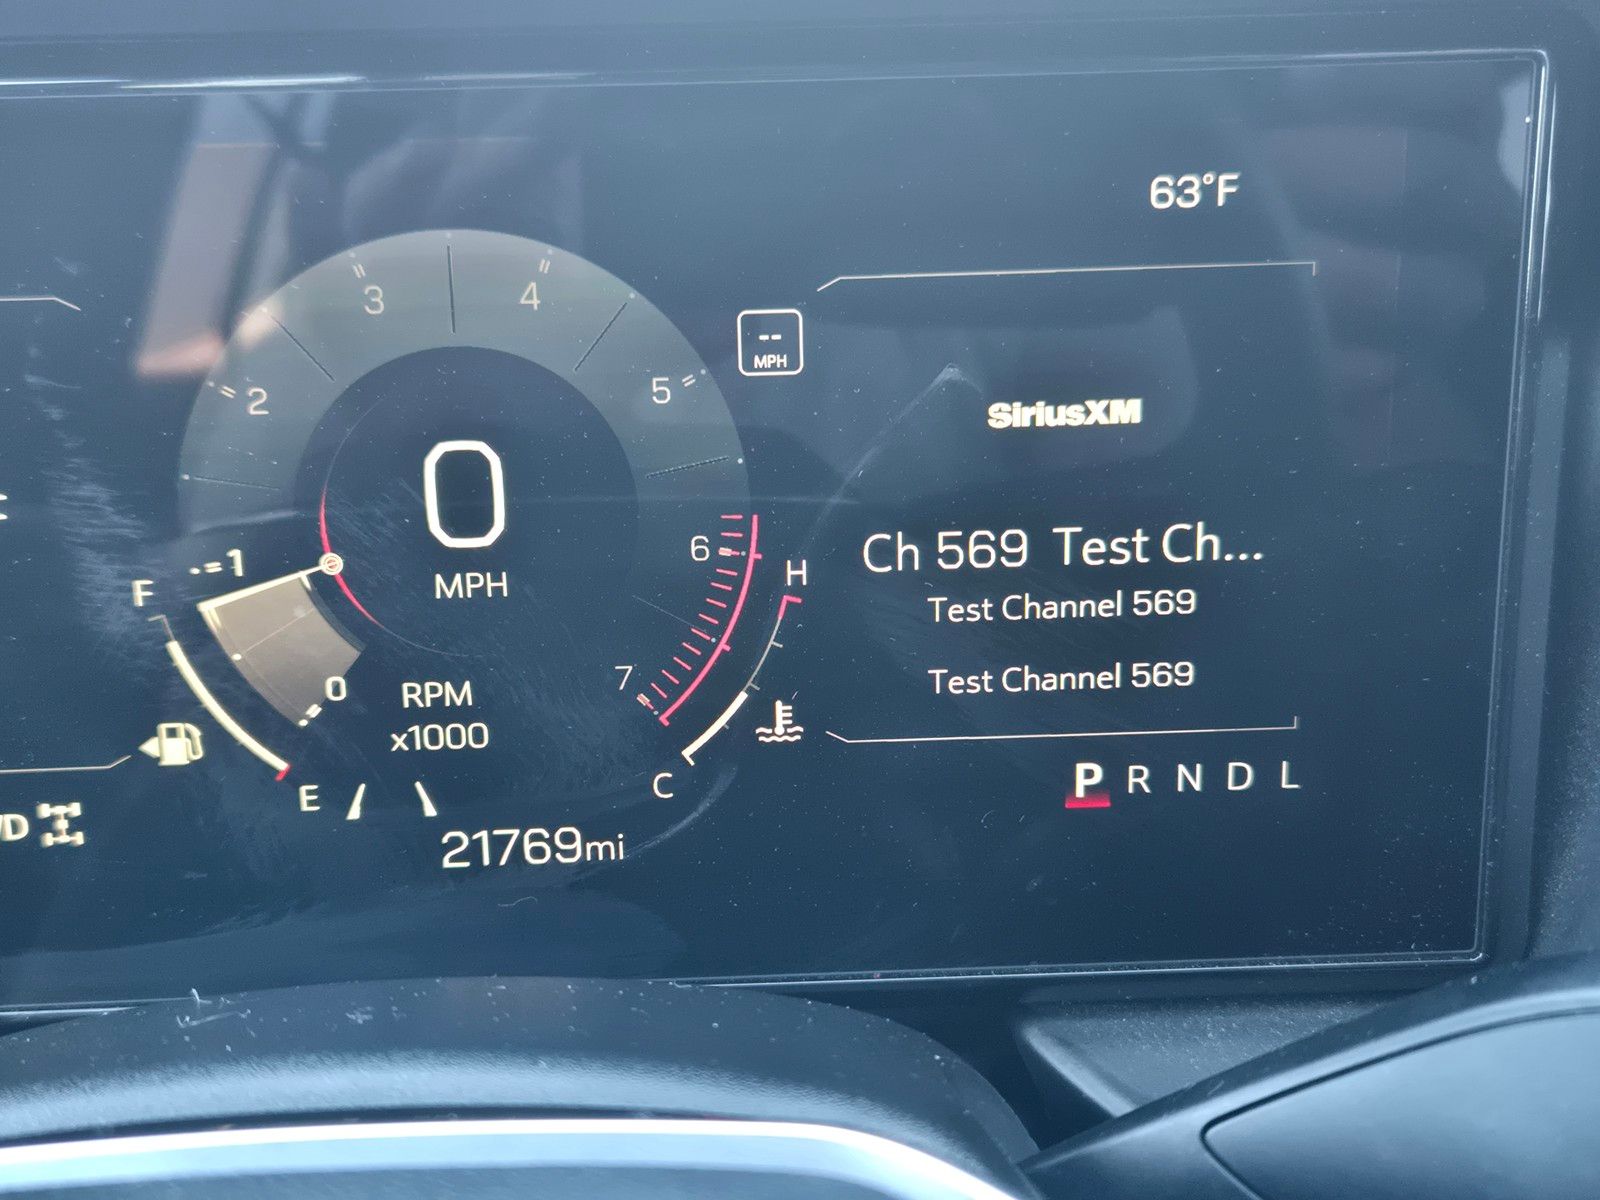 63°F
3
4
2
5
--
MPH
SiriusXM
0
MPH
Ch 569 Test Ch...
Test Channel 569
Test Channel 569
1
6
7
0
F
H
RPM
x1000
E
C
P R N D L
21769mi